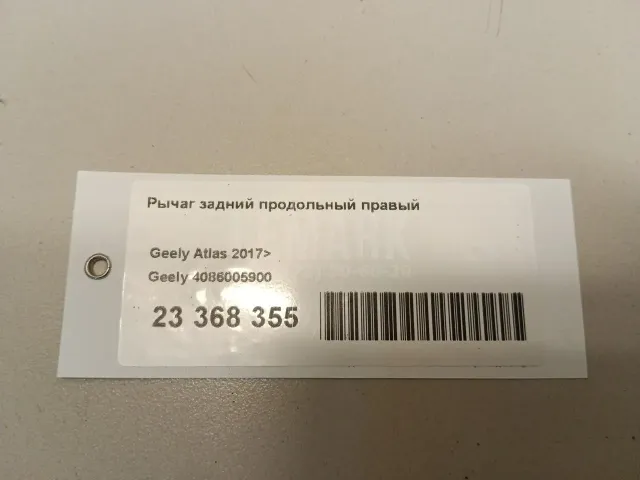 Рычаг задний продольный правый
Geely Atlas 2017>
Geely 4086005900
23 368 355